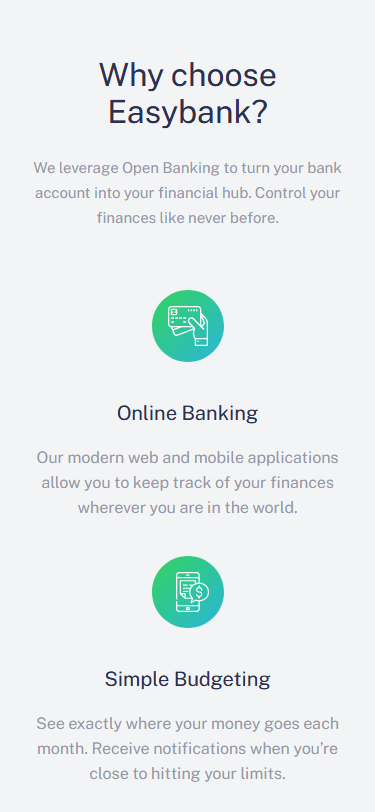 Why choose
Easybank?
We leverage Open Banking to turn your bank
account into your financial hub. Control your
finances like never before.
Online Banking
Our modern web and mobile applications
allow you to keep track of your finances
wherever you are in the world.
Simple Budgeting
See exactly where your money goes each
month. Receive notifications when you’re
close to hitting your limits.